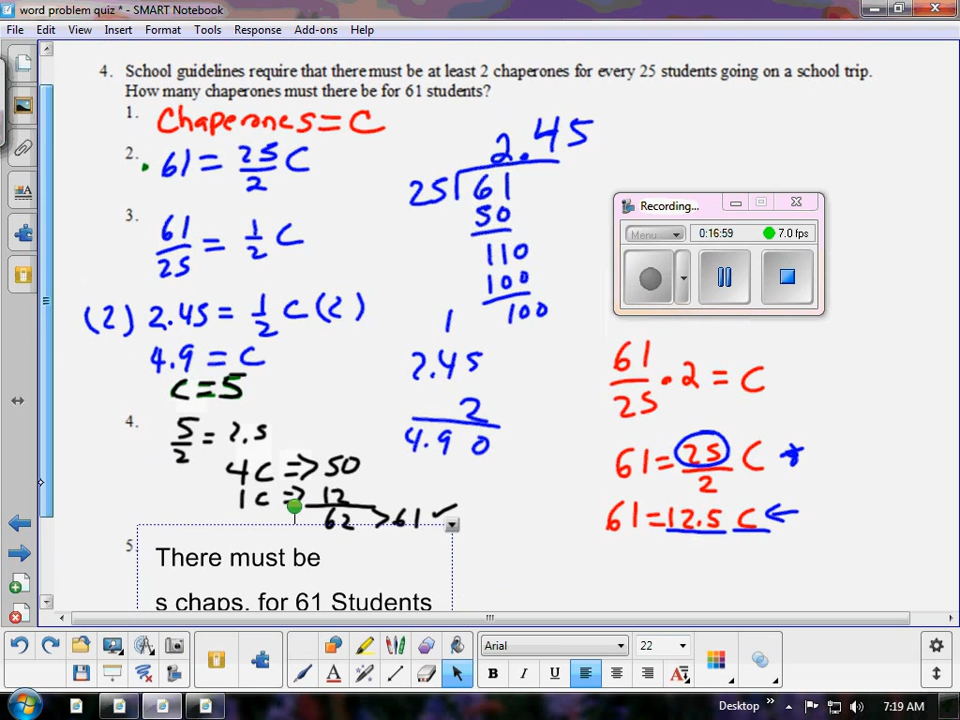 word problem quiz * - SMART Notebook
File Edit View Insert Format Tools Response Add-ons Help
4. School guidelines require that there must be at least 2 chaperones for every 25 students going on a school trip.
How many chaperones must there be for 61 students?
1. Chaperones = C
2. 61 = 25/2 C
3. 61/25 = 1/2 C
(2) 2.45 = 1/2 C (2)
4.9 = C
C = 5
4. 5/2 = 2.5
4C => 50
1C => 12
62 > 61 ✓
5
There must be
s chaps. for 61 Students
2.45
25 61
50
110
100
100
1
2.45
2
4.90
Recording...
Menu
0:16:59
7.0 fps
61/25 • 2 = C
61 = 25/2 C
61 = 12.5 C ←
Arial
22
B I U
Desktop
7:19 AM